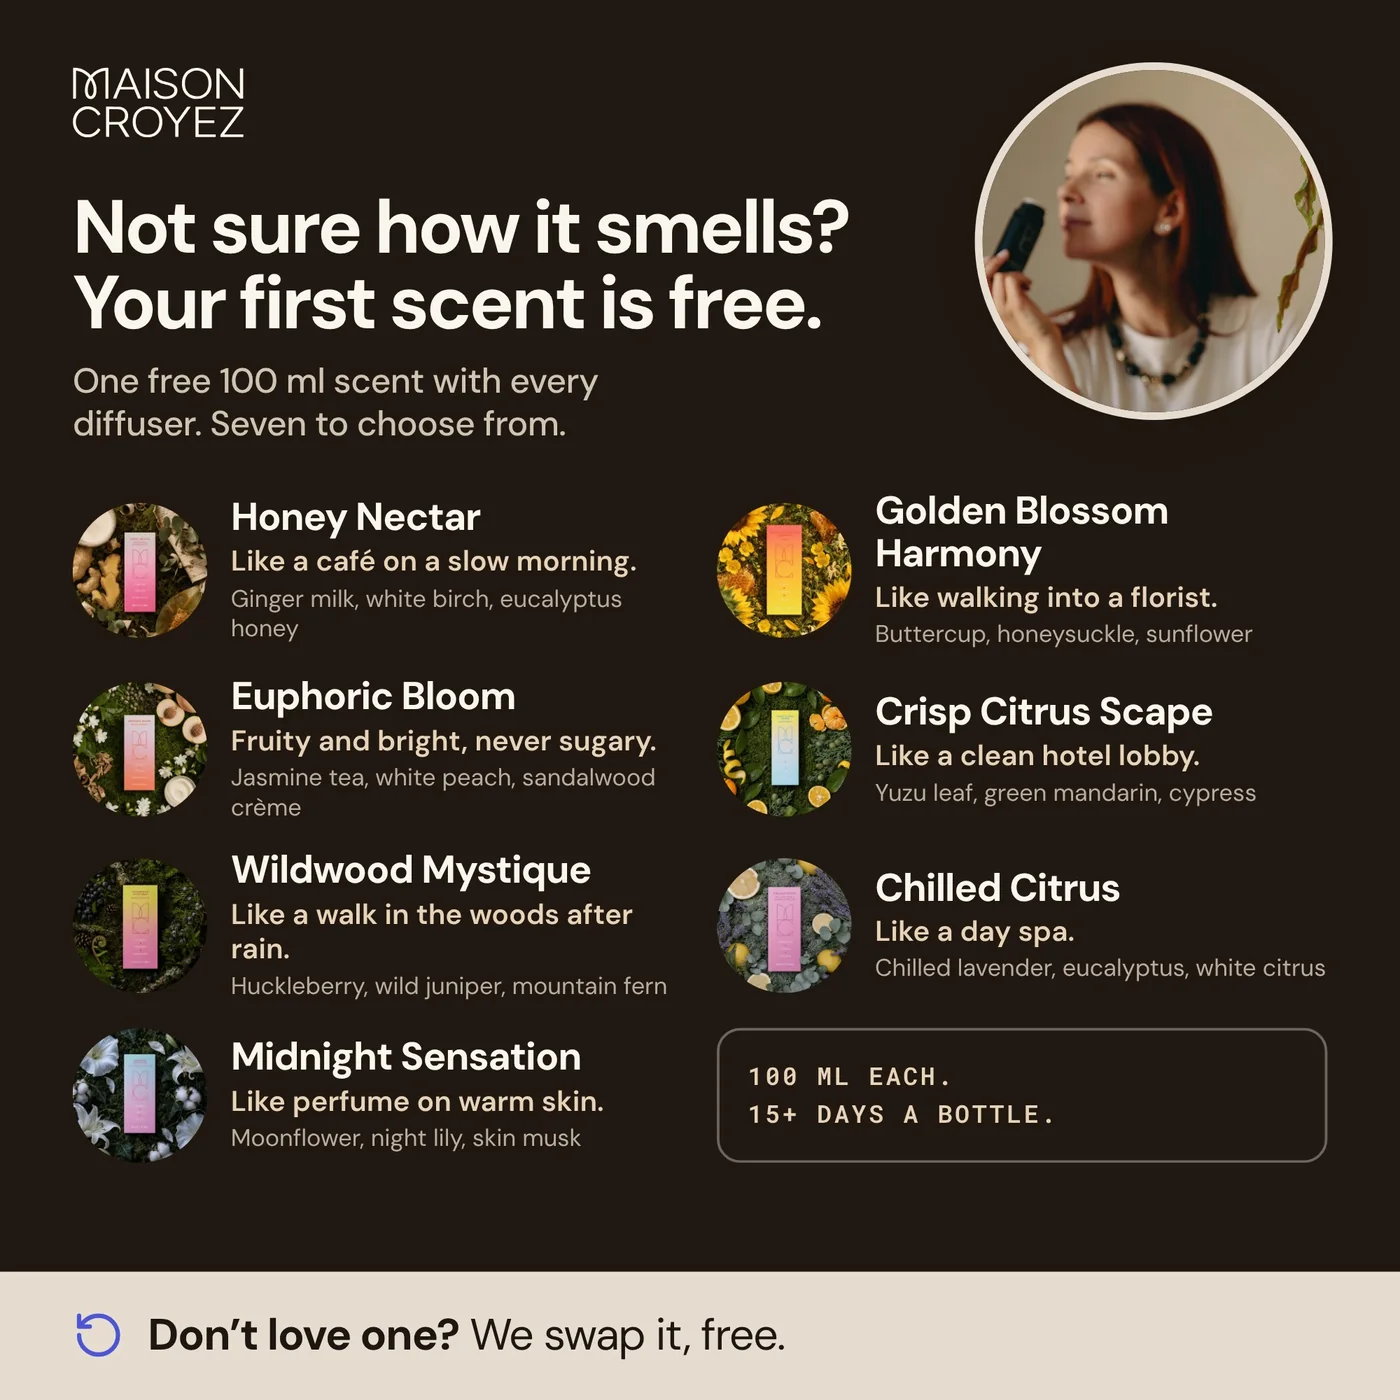 MAISON
CROYEZ
Not sure how it smells?
Your first scent is free.
One free 100 ml scent with every
diffuser. Seven to choose from.
Honey Nectar
Like a café on a slow morning.
Ginger milk, white birch, eucalyptus
honey
Golden Blossom
Harmony
Like walking into a florist.
Buttercup, honeysuckle, sunflower
Euphoric Bloom
Fruity and bright, never sugary.
Jasmine tea, white peach, sandalwood
crème
Crisp Citrus Scape
Like a clean hotel lobby.
Yuzu leaf, green mandarin, cypress
Wildwood Mystique
Like a walk in the woods after
rain.
Huckleberry, wild juniper, mountain fern
Chilled Citrus
Like a day spa.
Chilled lavender, eucalyptus, white citrus
Midnight Sensation
Like perfume on warm skin.
Moonflower, night lily, skin musk
100 ML EACH.
15+ DAYS A BOTTLE.
Don’t love one? We swap it, free.